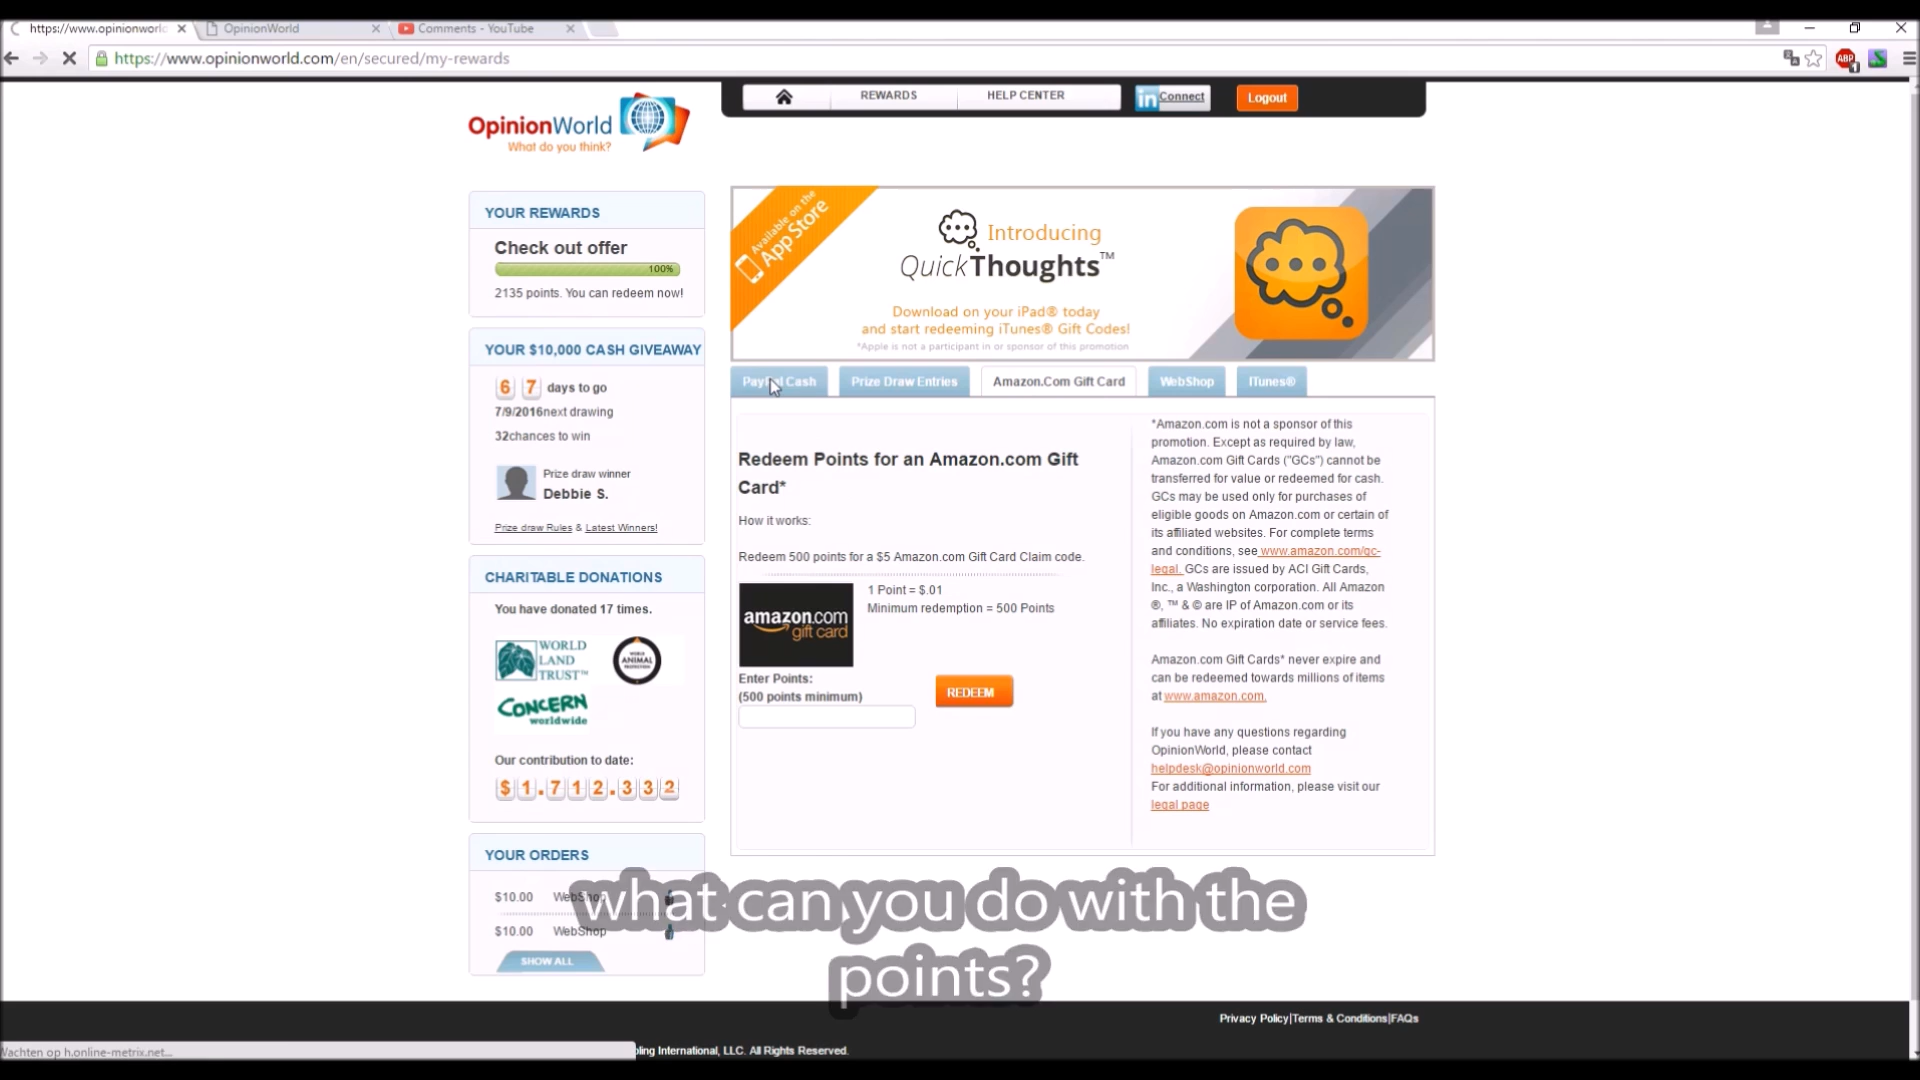 https://www.opinionworld
OpinionWorld
Comments - YouTube
https://www.opinionworld.com/en/secured/my-rewards
ABP
1
REWARDS
HELP CENTER
in Connect
Logout
OpinionWorld
What do you think?
YOUR REWARDS
Check out offer
100%
2135 points. You can redeem now!
YOUR $10,000 CASH GIVEAWAY
67 days to go
7/9/2016next drawing
32chances to win
Prize draw winner
Debbie S.
Prize draw Rules & Latest Winners!
CHARITABLE DONATIONS
You have donated 17 times.
WORLD
LAND
TRUST™
WORLD
ANIMAL
PROTECTION
CONCERN
worldwide
Our contribution to date:
$1.712.332
YOUR ORDERS
$10.00 WebShop
$10.00 WebShop
SHOW ALL
Available on the
App Store
Introducing
QuickThoughts™
Download on your iPad® today
and start redeeming iTunes® Gift Codes!
*Apple is not a participant in or sponsor of this promotion
PayPal Cash
Prize Draw Entries
Amazon.Com Gift Card
WebShop
ITunes®
Redeem Points for an Amazon.com Gift
Card*
How it works:
Redeem 500 points for a $5 Amazon.com Gift Card Claim code.
amazon.com
gift card
1 Point = $.01
Minimum redemption = 500 Points
Enter Points:
(500 points minimum)
REDEEM
*Amazon.com is not a sponsor of this
promotion. Except as required by law,
Amazon.com Gift Cards ("GCs") cannot be
transferred for value or redeemed for cash.
GCs may be used only for purchases of
eligible goods on Amazon.com or certain of
its affiliated websites. For complete terms
and conditions, see www.amazon.com/gc-
legal. GCs are issued by ACI Gift Cards,
Inc., a Washington corporation. All Amazon
®, ™ & © are IP of Amazon.com or its
affiliates. No expiration date or service fees.
Amazon.com Gift Cards* never expire and
can be redeemed towards millions of items
at www.amazon.com.
If you have any questions regarding
OpinionWorld, please contact
helpdesk@opinionworld.com
For additional information, please visit our
legal page
what can you do with the
points?
Privacy Policy|Terms & Conditions|FAQs
Wachten op h.online-metrix.net...
pling International, LLC. All Rights Reserved.